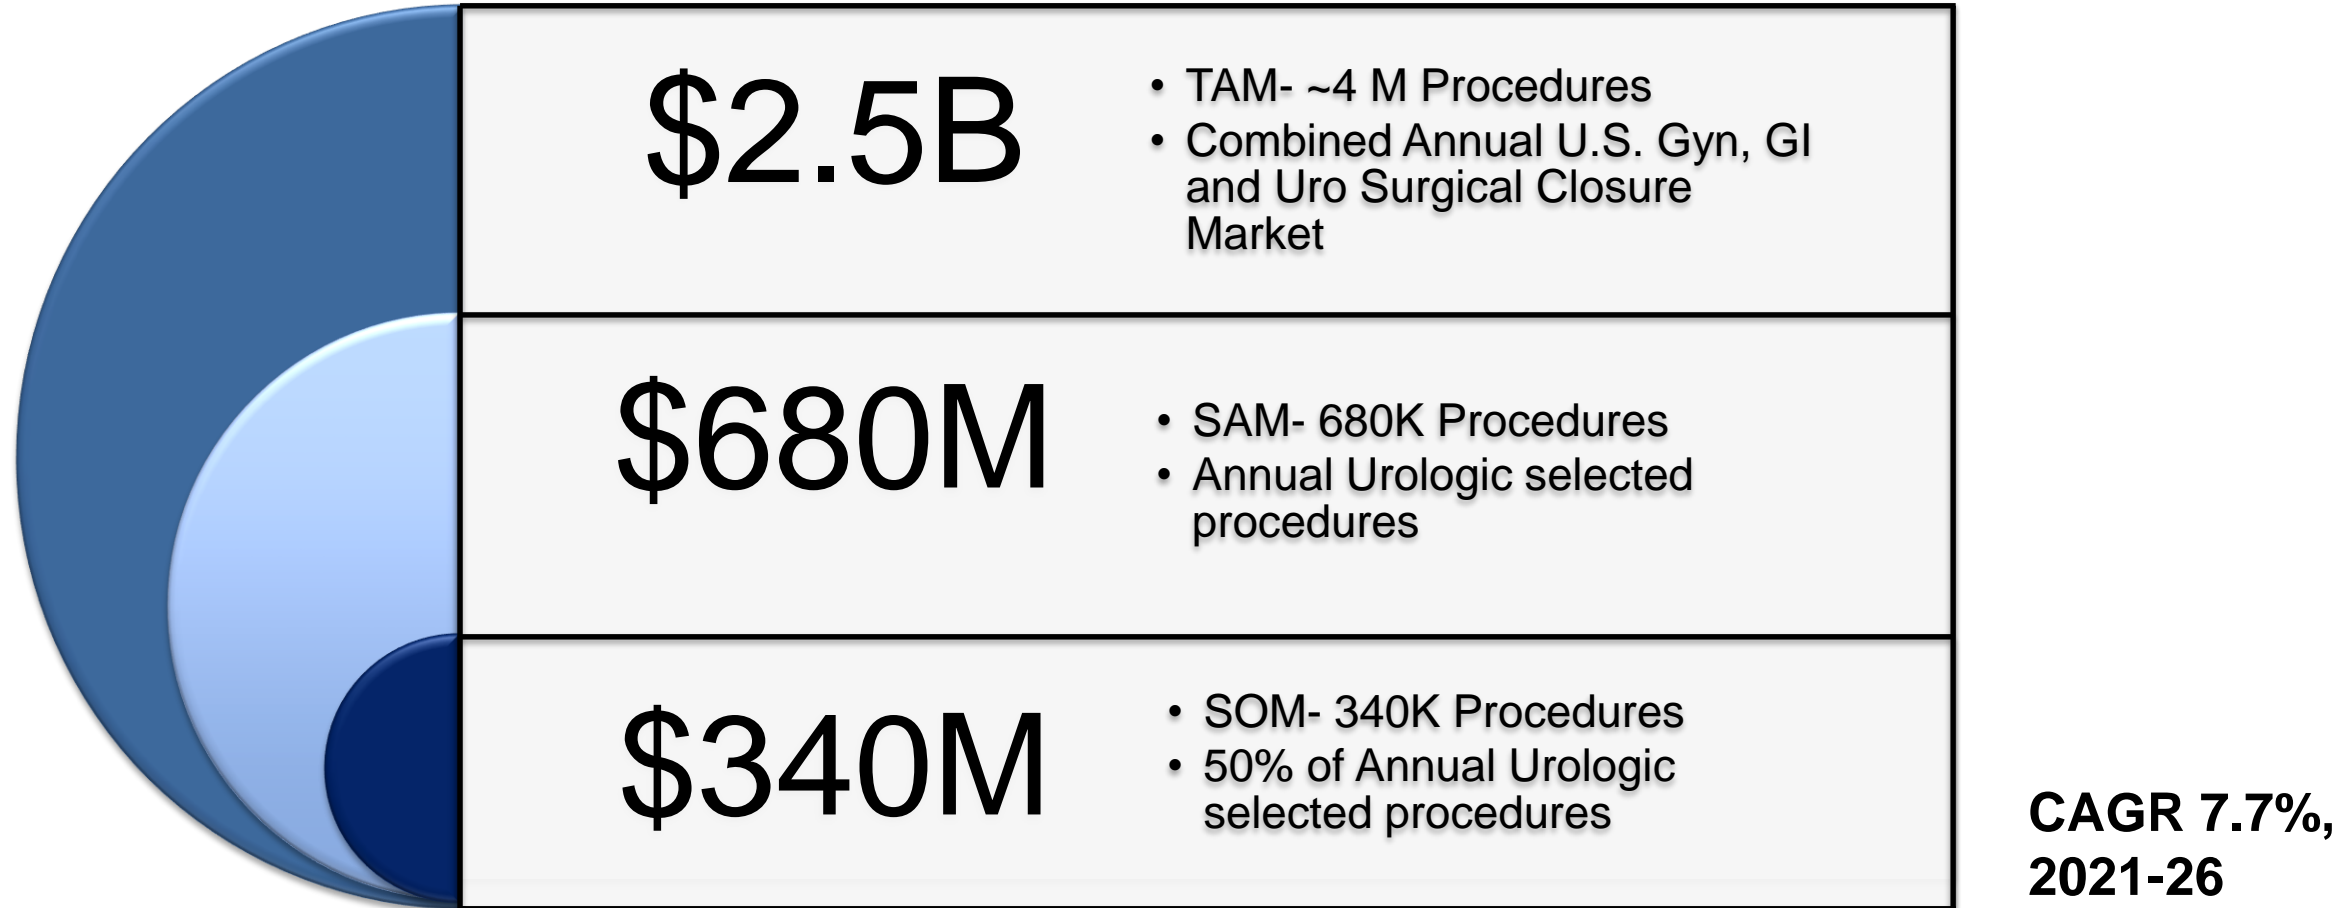 $2.5B
• TAM- ~4 M Procedures
• Combined Annual U.S. Gyn, GI
and Uro Surgical Closure
Market
$680M
• SAM- 680K Procedures
• Annual Urologic selected
procedures
$340M
• SOM- 340K Procedures
• 50% of Annual Urologic
selected procedures
CAGR 7.7%,
2021-26